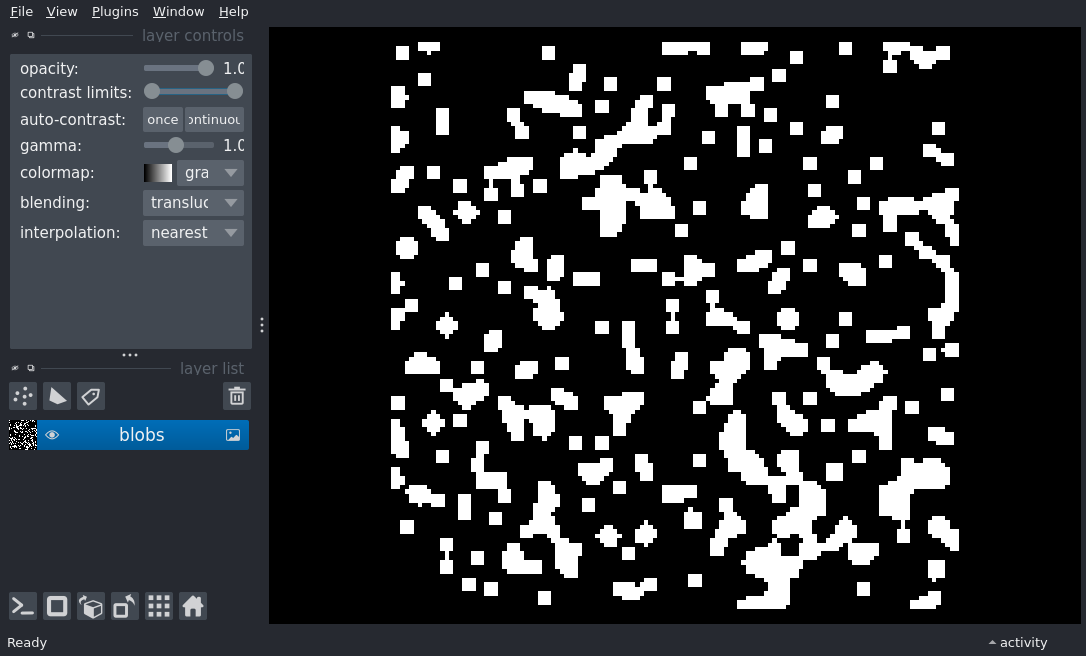 File View Plugins Window Help
layer controls
opacity: 1.0
contrast limits:
auto-contrast: once ontinuou
gamma: 1.0
colormap: gra
blending: transluc
interpolation: nearest
layer list
blobs
Ready
activity